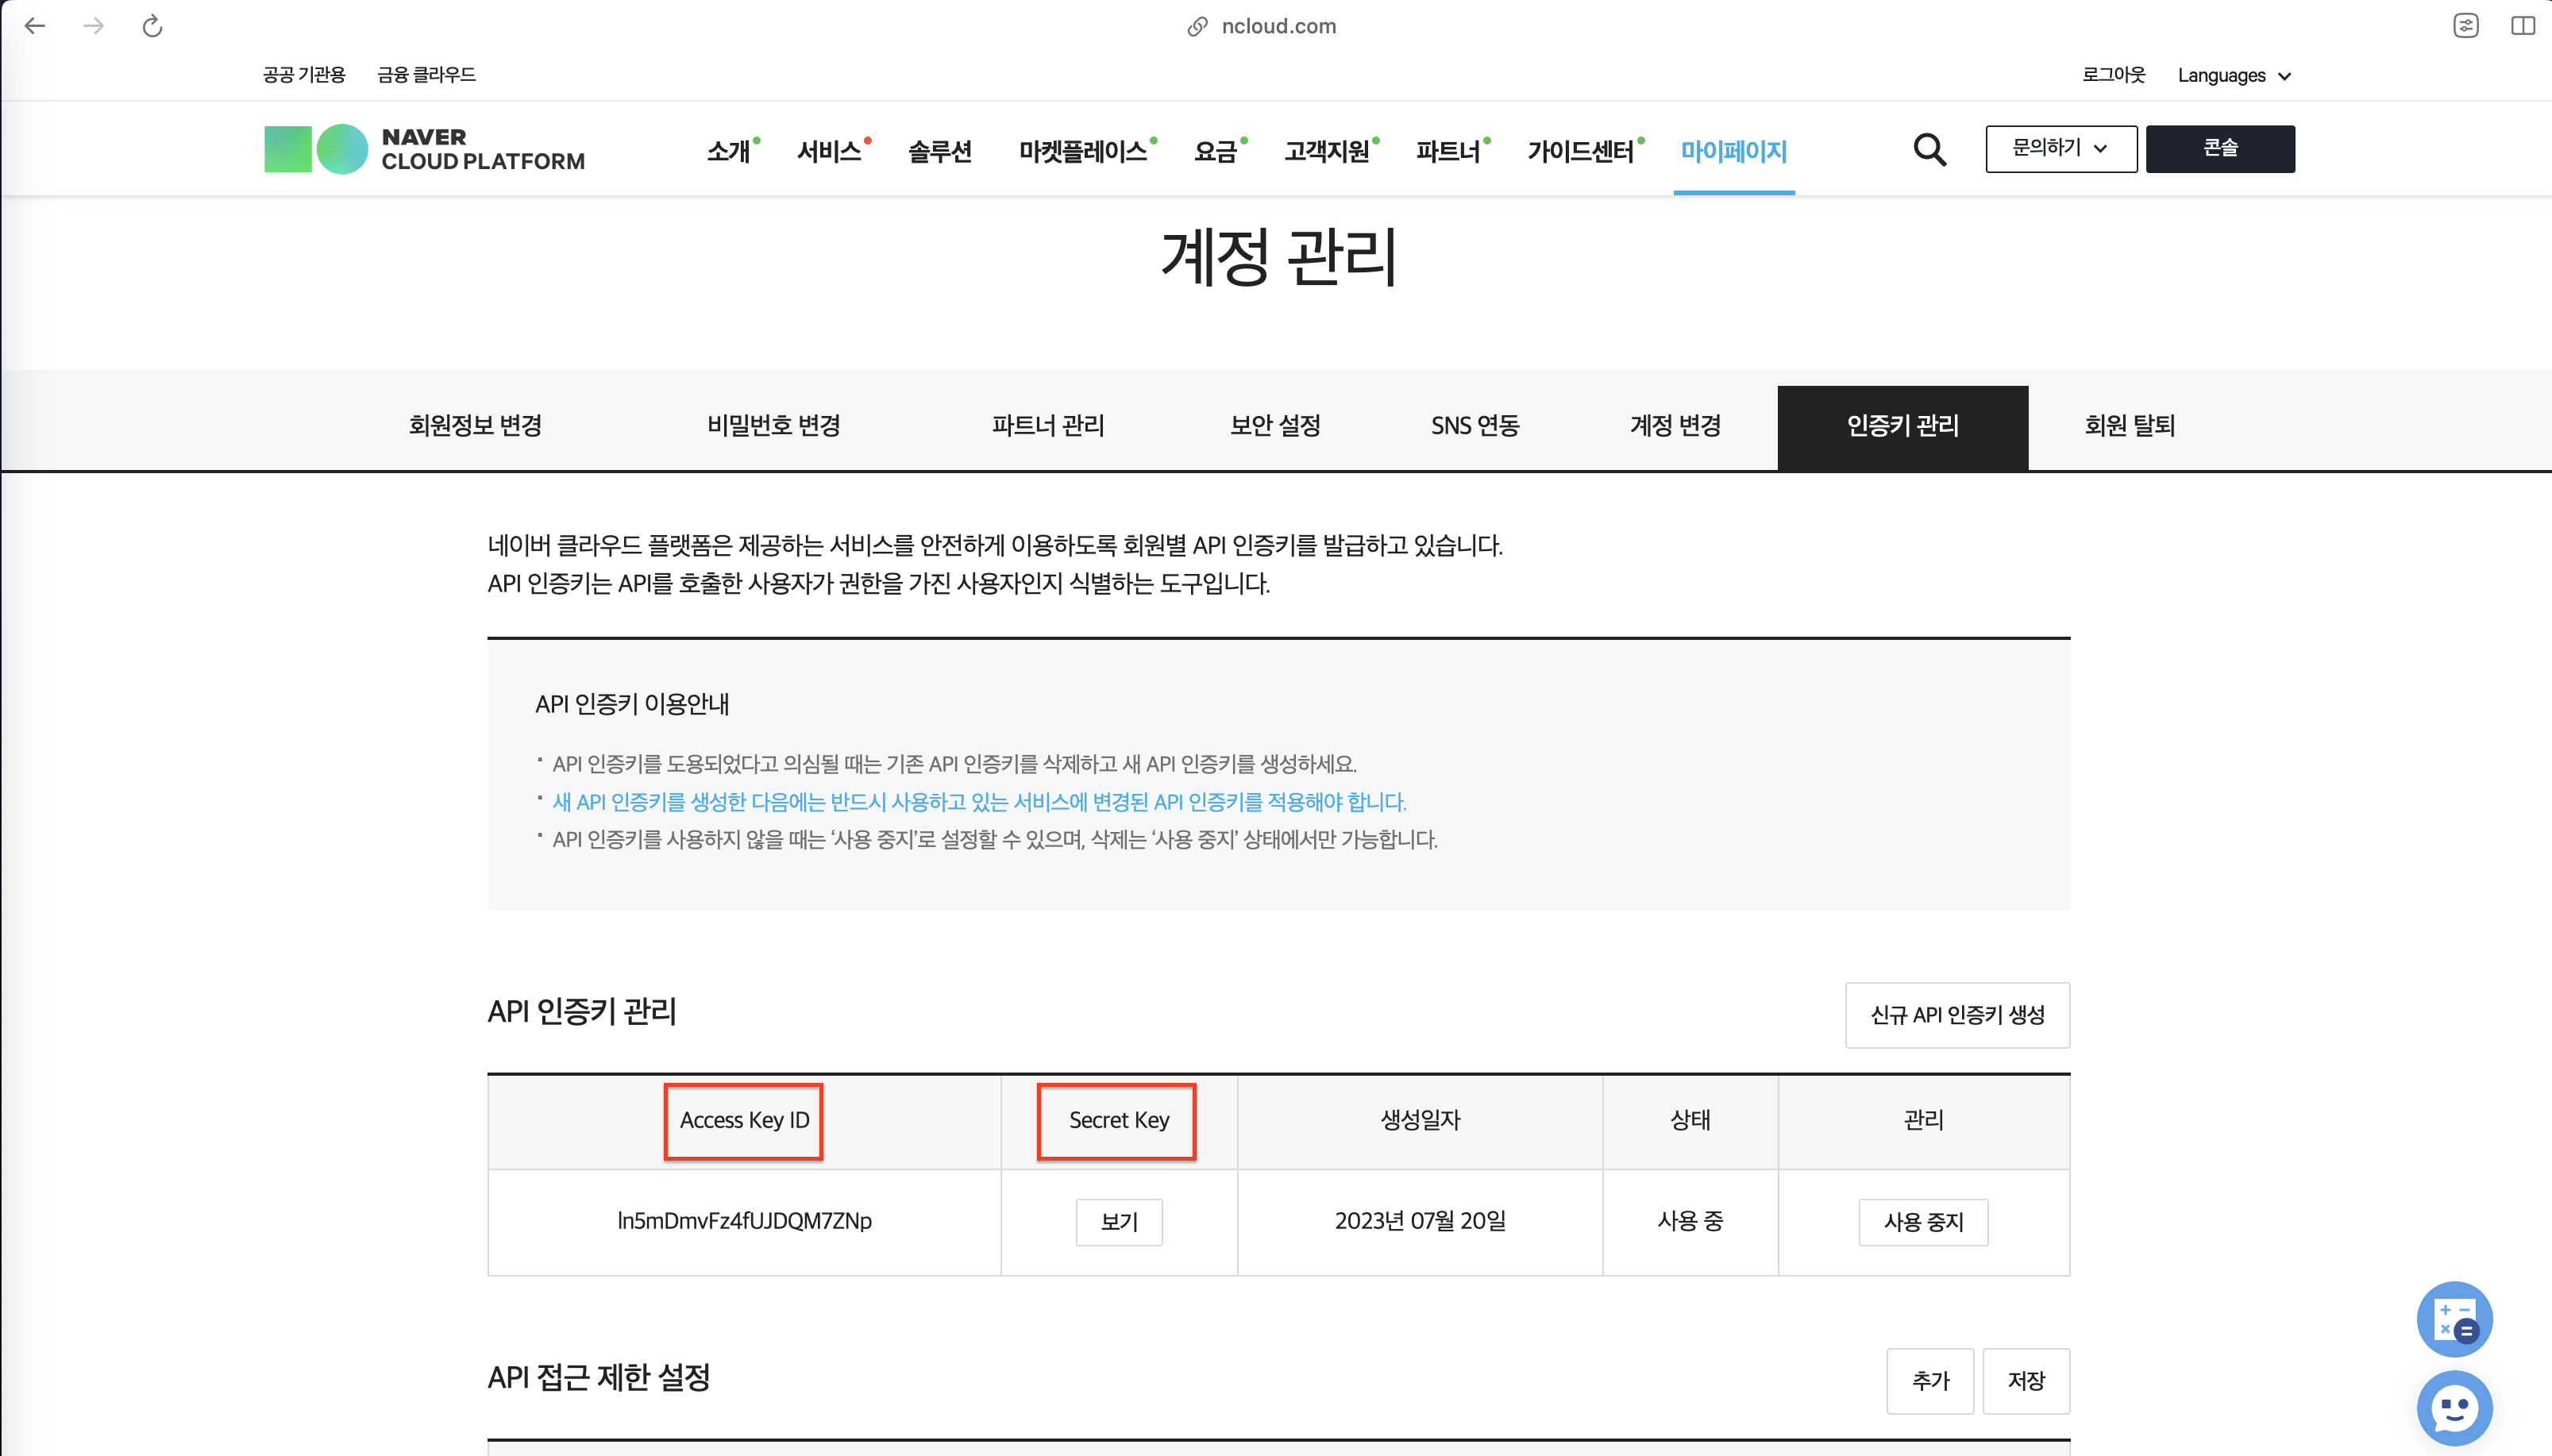 ncloud.com
공공 기관용 금융 클라우드 로그아웃 Languages
NAVER
CLOUD PLATFORM
소개 서비스 솔루션 마켓플레이스 요금 고객지원 파트너 가이드센터 마이페이지 문의하기 콘솔
계정 관리
회원정보 변경 비밀번호 변경 파트너 관리 보안 설정 SNS 연동 계정 변경 인증키 관리 회원 탈퇴
네이버 클라우드 플랫폼은 제공하는 서비스를 안전하게 이용하도록 회원별 API 인증키를 발급하고 있습니다.
API 인증키는 API를 호출한 사용자가 권한을 가진 사용자인지 식별하는 도구입니다.
API 인증키 이용안내
· API 인증키를 도용되었다고 의심될 때는 기존 API 인증키를 삭제하고 새 API 인증키를 생성하세요.
· 새 API 인증키를 생성한 다음에는 반드시 사용하고 있는 서비스에 변경된 API 인증키를 적용해야 합니다.
· API 인증키를 사용하지 않을 때는 ‘사용 중지’로 설정할 수 있으며, 삭제는 ‘사용 중지’ 상태에서만 가능합니다.
API 인증키 관리 신규 API 인증키 생성
Access Key ID Secret Key 생성일자 상태 관리
ln5mDmvFz4fUJDQM7ZNp 보기 2023년 07월 20일 사용 중 사용 중지
API 접근 제한 설정 추가 저장